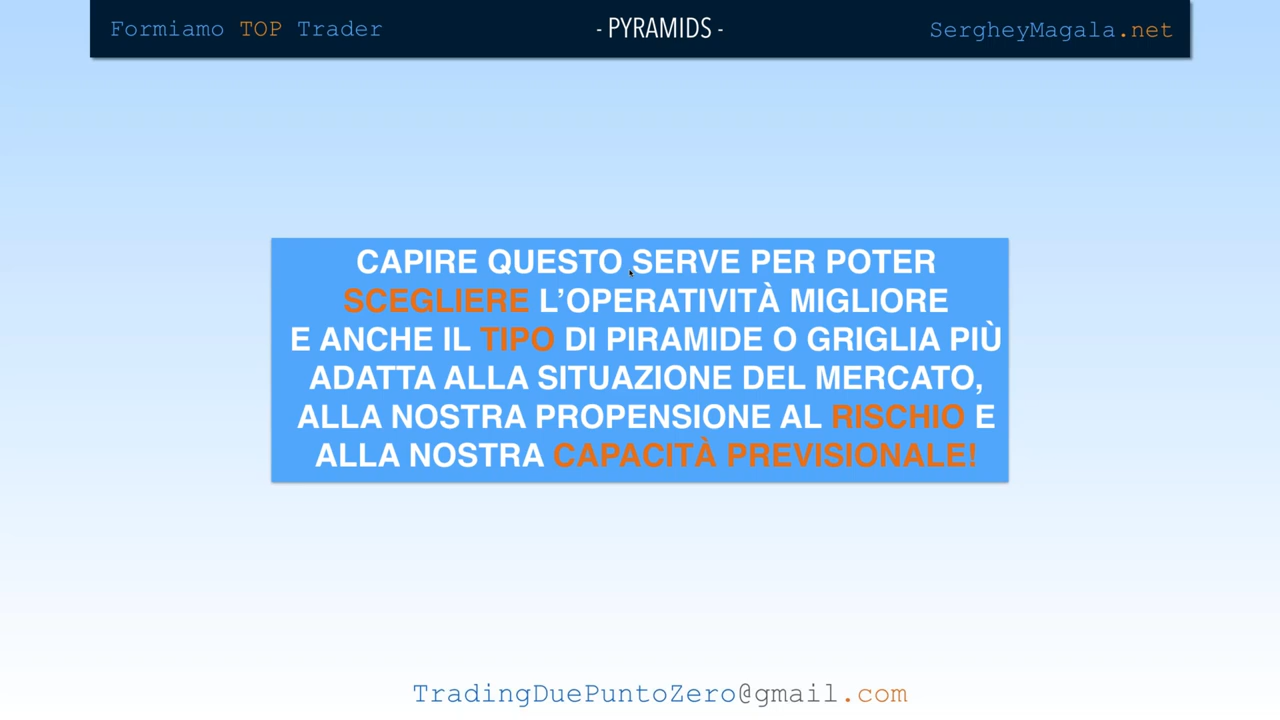 Formiamo TOP Trader
- PYRAMIDS -
SergheyMagala.net
CAPIRE QUESTO SERVE PER POTER
SCEGLIERE L’OPERATIVITÀ MIGLIORE
E ANCHE IL TIPO DI PIRAMIDE O GRIGLIA PIÙ
ADATTA ALLA SITUAZIONE DEL MERCATO,
ALLA NOSTRA PROPENSIONE AL RISCHIO E
ALLA NOSTRA CAPACITÀ PREVISIONALE!
TradingDuePuntoZero@gmail.com